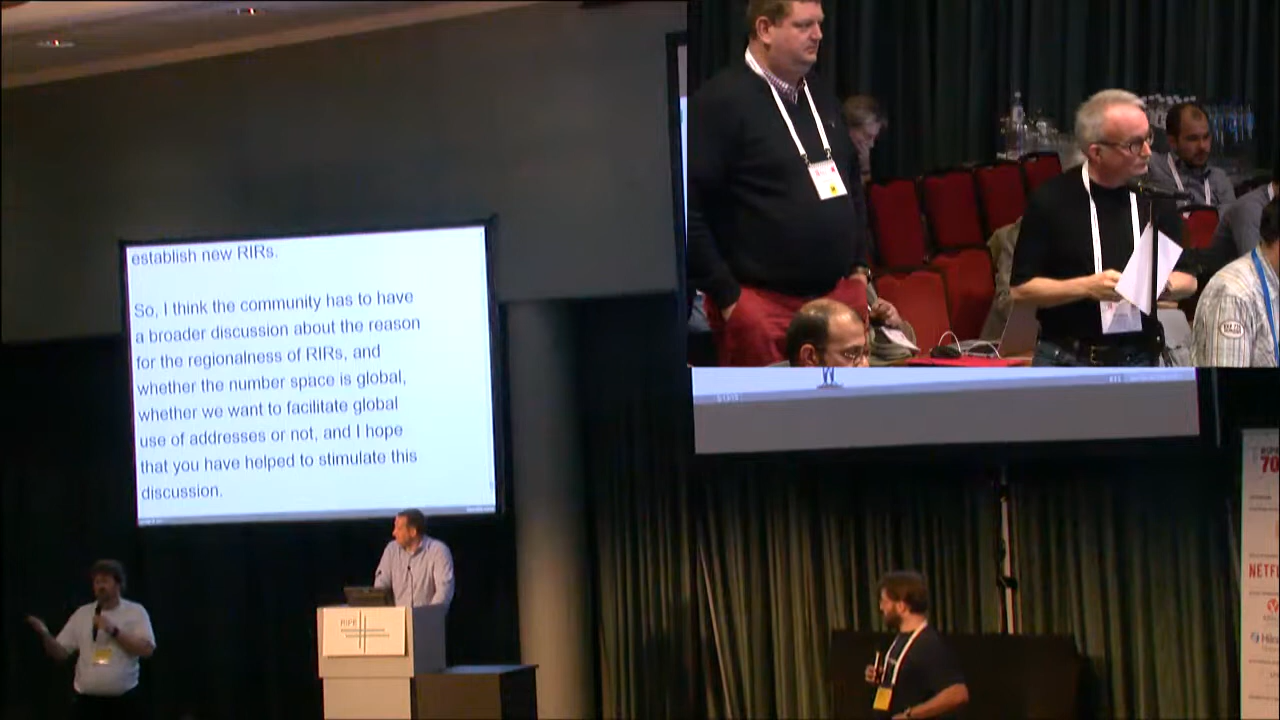 establish new RIRs.
So, I think the community has to have
a broader discussion about the reason
for the regionalness of RIRs, and
whether the number space is global,
whether we want to facilitate global
use of addresses or not, and I hope
that you have helped to stimulate this
discussion.
RIPE
70